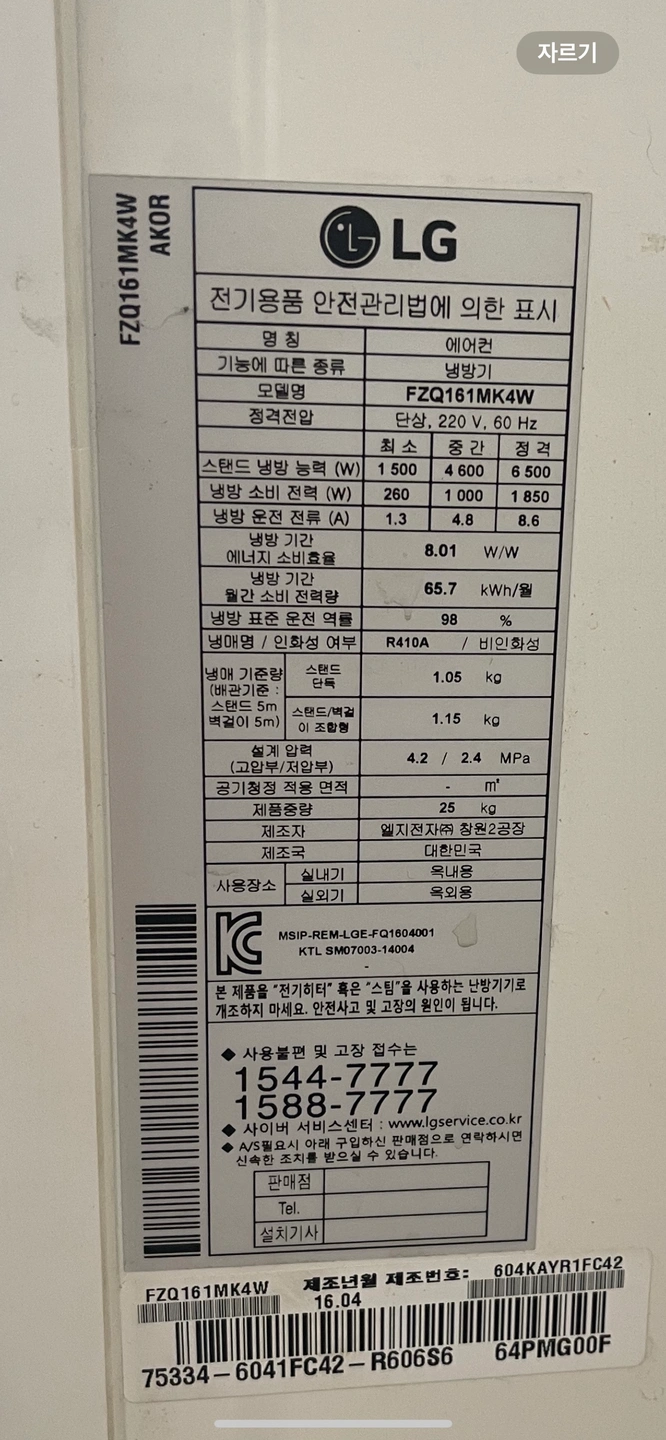 자르기
FZQ161MK4W
AKOR
LG
전기용품 안전관리법에 의한 표시
명 칭 에어컨
기능에 따른 종류 냉방기
모델명 FZQ161MK4W
정격전압 단상, 220 V, 60 Hz
최 소 중 간 정 격
스탠드 냉방 능력 (W) 1 500 4 600 6 500
냉방 소비 전력 (W) 260 1 000 1 850
냉방 운전 전류 (A) 1.3 4.8 8.6
냉방 기간
에너지 소비효율 8.01 W/W
냉방 기간
월간 소비 전력량 65.7 kWh/월
냉방 표준 운전 역률 98 %
냉매명 / 인화성 여부 R410A / 비인화성
냉매 기준량
(배관기준 :
스탠드 5m
벽걸이 5m)
스탠드
단독 1.05 kg
스탠드/벽걸
이 조합형 1.15 kg
설계 압력
(고압부/저압부) 4.2 / 2.4 MPa
공기청정 적용 면적 - m²
제품중량 25 kg
제조자 엘지전자㈜ 창원2공장
제조국 대한민국
사용장소 실내기 옥내용
실외기 옥외용
MSIP-REM-LGE-FQ1604001
KTL SM07003-14004
-
본 제품을 "전기히터" 혹은 "스팀"을 사용하는 난방기기로
개조하지 마세요. 안전사고 및 고장의 원인이 됩니다.
◆ 사용불편 및 고장 접수는
1544-7777
1588-7777
◆ 사이버 서비스센터 : www.lgservice.co.kr
◆ A/S필요시 아래 구입하신 판매점으로 연락하시면
신속한 조치를 받으실 수 있습니다.
판매점
Tel.
설치기사
FZQ161MK4W 제조년월 제조번호: 604KAYR1FC42
16.04
75334-6041FC42-R606S6 64PMG00F